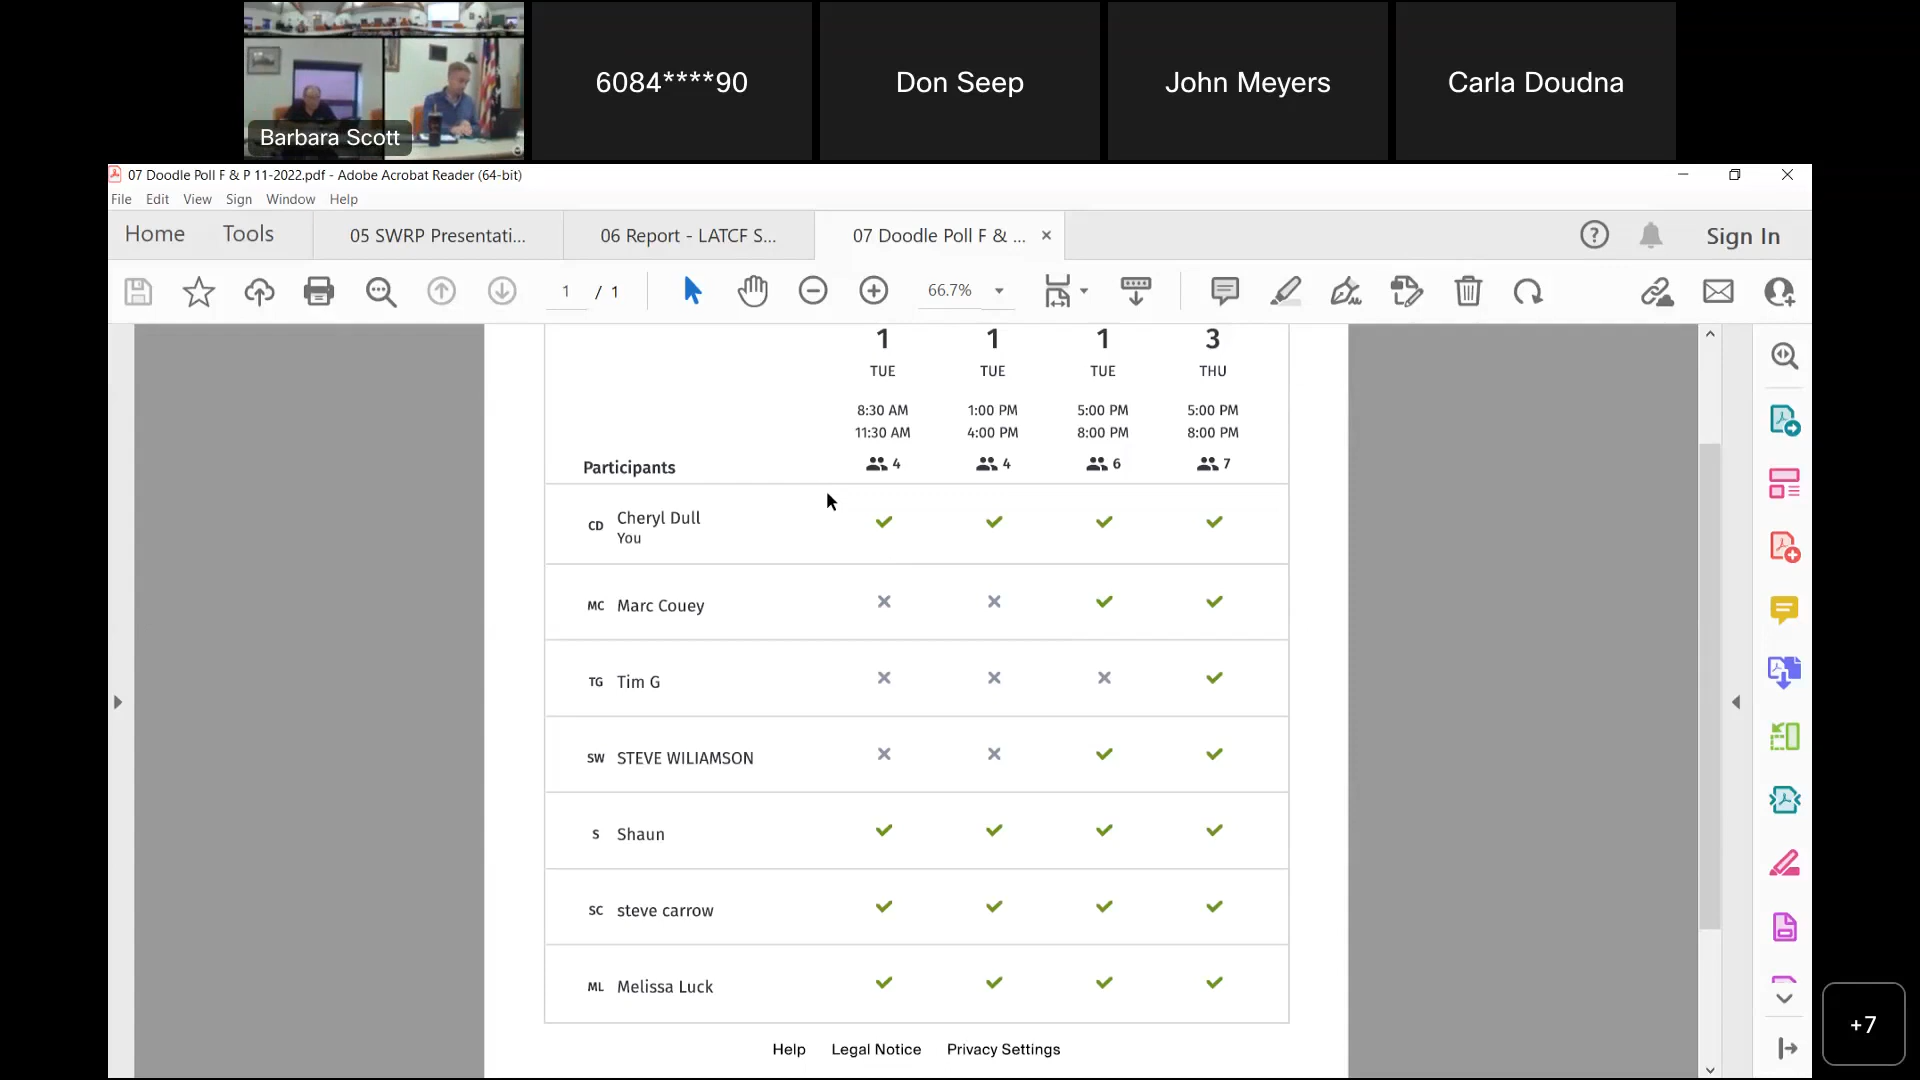 Barbara Scott
6084****90
Don Seep
John Meyers
Carla Doudna
07 Doodle Poll F & P 11-2022.pdf - Adobe Acrobat Reader (64-bit)
File Edit View Sign Window Help
Home Tools 05 SWRP Presentati... 06 Report - LATCF S... 07 Doodle Poll F & ... × Sign In
1 / 1 66.7%
1 1 1 3
TUE TUE TUE THU
8:30 AM 1:00 PM 5:00 PM 5:00 PM
11:30 AM 4:00 PM 8:00 PM 8:00 PM
Participants 4 4 6 7
CD Cheryl Dull
You
MC Marc Couey
TG Tim G
SW STEVE WILIAMSON
S Shaun
SC steve carrow
ML Melissa Luck
Help Legal Notice Privacy Settings
+7